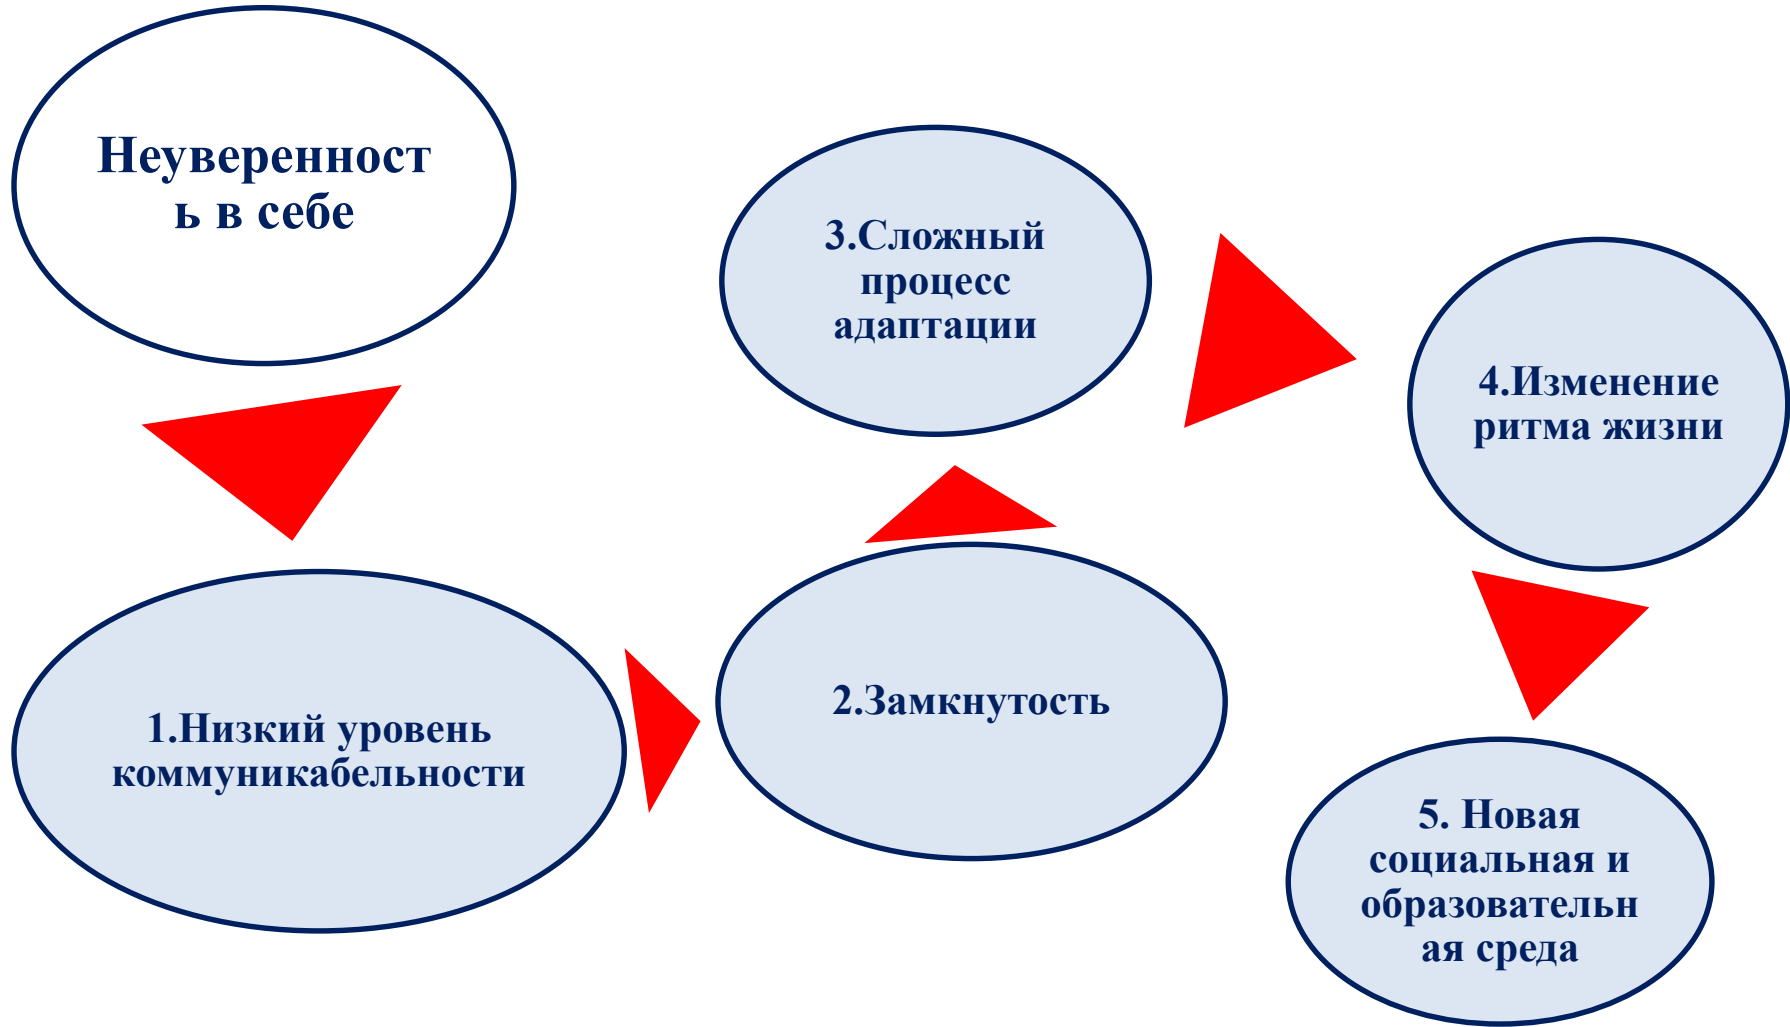 Неуверенност
ь в себе
1.Низкий уровень
коммуникабельности
2.Замкнутость
3.Сложный
процесс
адаптации
4.Изменение
ритма жизни
5. Новая
социальная и
образовательн
ая среда